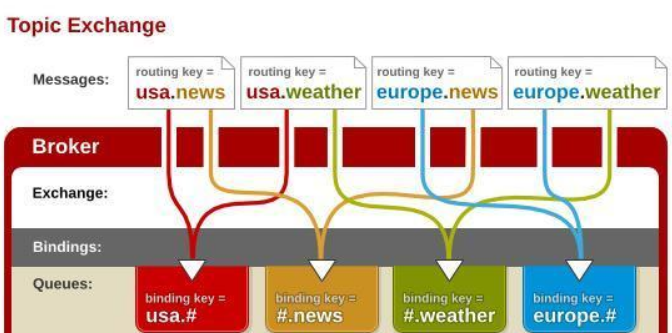 Topic Exchange
Messages:
routing key =
usa.news
routing key =
usa.weather
routing key =
europe.news
routing key =
europe.weather
Broker
Exchange:
Bindings:
Queues:
binding key =
usa.#
binding key =
#.news
binding key =
#.weather
binding key =
europe.#